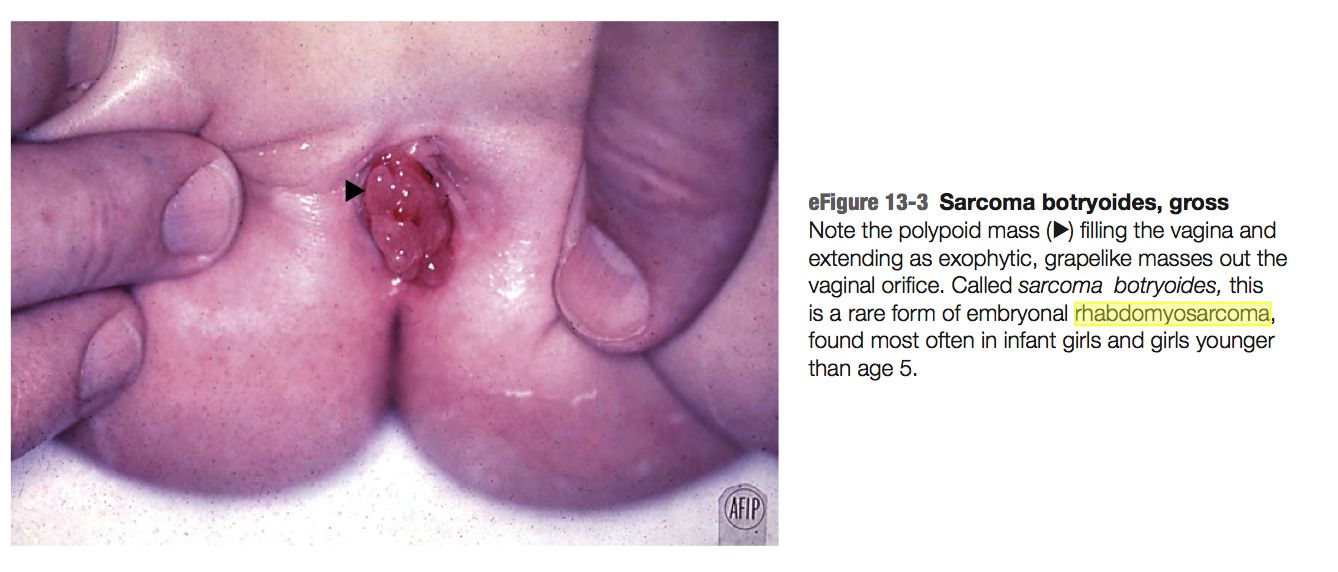 eFigure 13-3 Sarcoma botryoides, gross
Note the polypoid mass (▶) filling the vagina and
extending as exophytic, grapelike masses out the
vaginal orifice. Called sarcoma botryoides, this
is a rare form of embryonal rhabdomyosarcoma,
found most often in infant girls and girls younger
than age 5.
AFIP